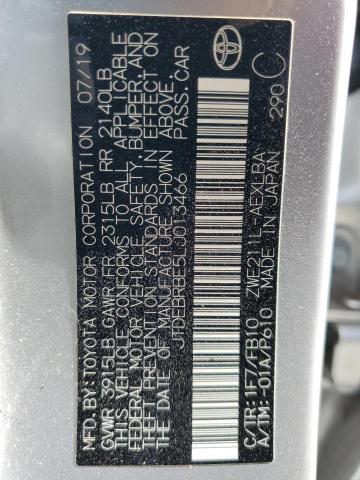 MFD.BY:TOYOTA MOTOR CORPORATION 07/19
GVWR 3915LB GAWR FR 2315LB RR 2140LB
THIS VEHICLE CONFORMS TO ALL APPLICABLE
FEDERAL MOTOR VEHICLE SAFETY, BUMPER, AND
THEFT PREVENTION STANDARDS IN EFFECT ON
THE DATE OF MANUFACTURE SHOWN ABOVE.
JTDEBRBE5LJ013466 PASS.CAR
C/TR:1F7/FB10 ZWE211L-AEXLBA
A/TM:-01A/P610 MADE IN JAPAN 290 C